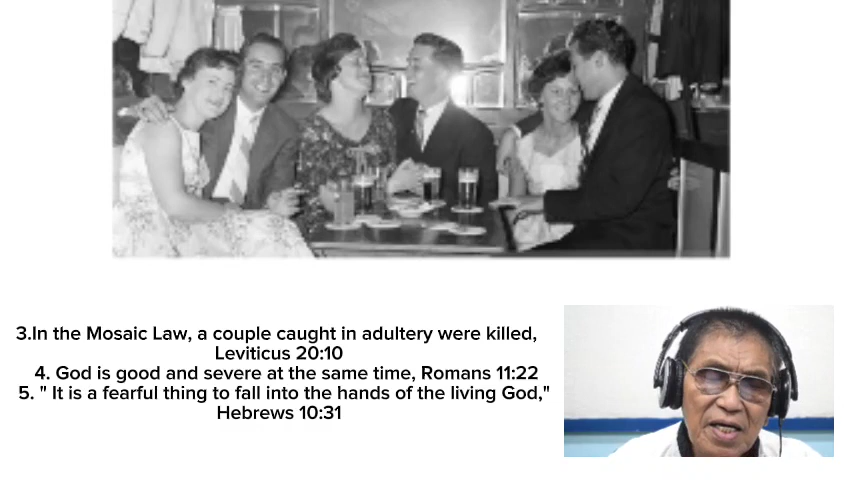 3.In the Mosaic Law, a couple caught in adultery were killed,
Leviticus 20:10
4. God is good and severe at the same time, Romans 11:22
5. " It is a fearful thing to fall into the hands of the living God,"
Hebrews 10:31